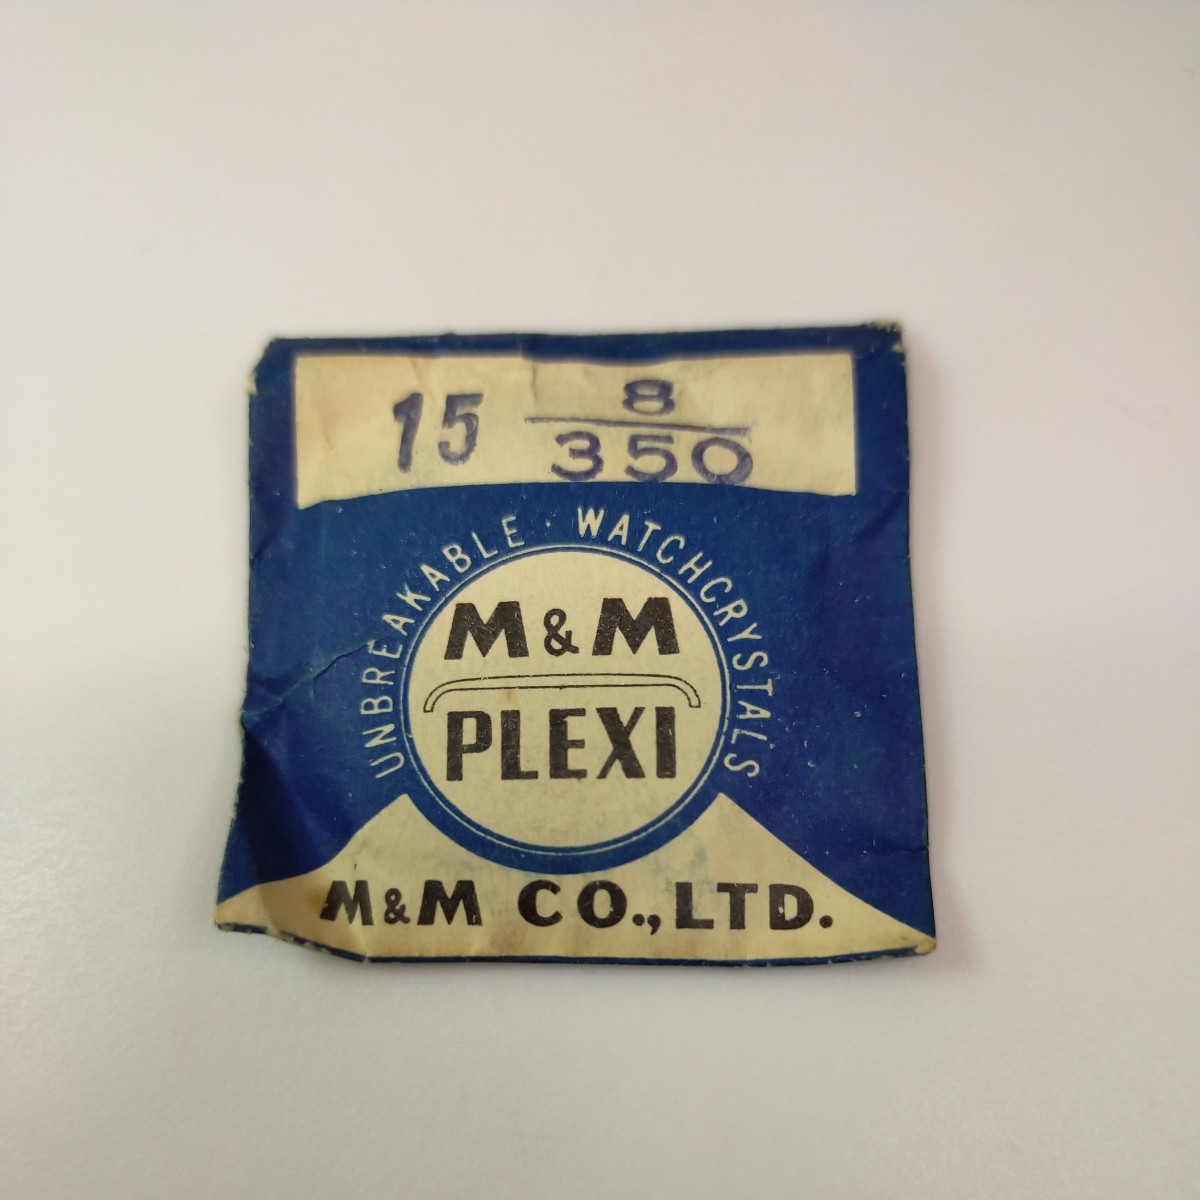 15 8/350
UNBREAKABLE · WATCHCRYSTALS
M&M
PLEXI
M&M CO., LTD.